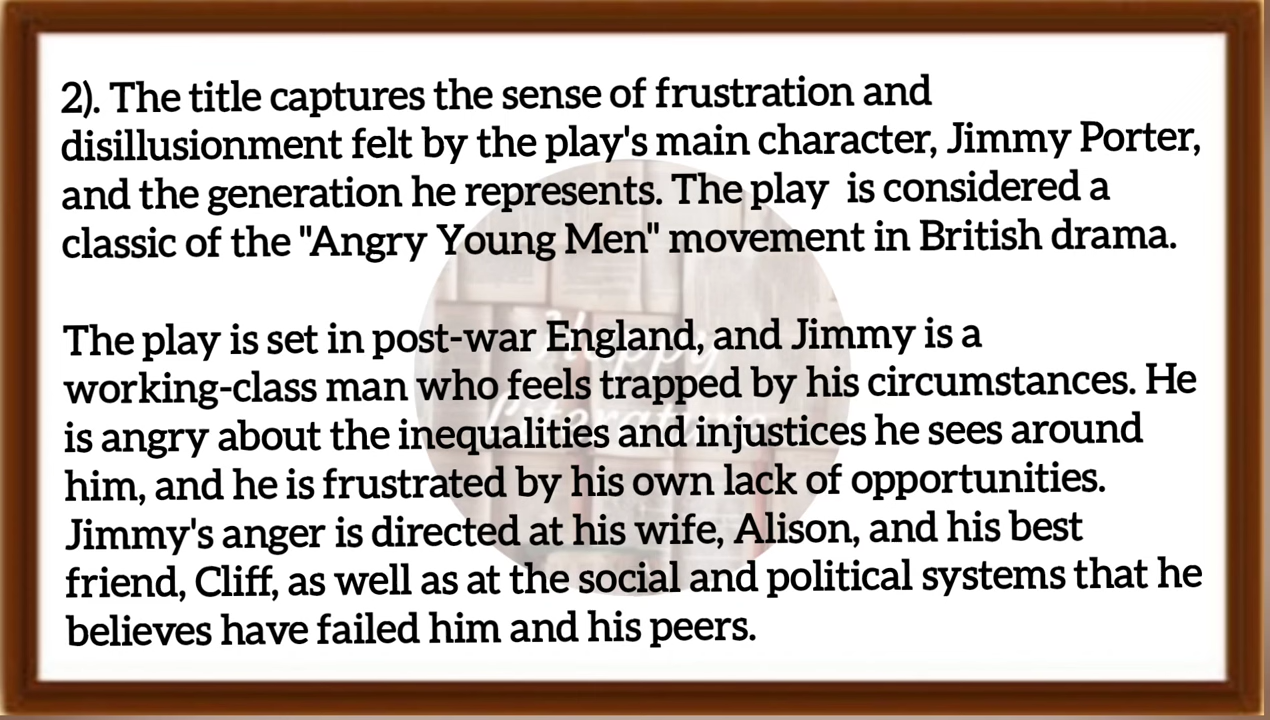 2). The title captures the sense of frustration and
disillusionment felt by the play's main character, Jimmy Porter,
and the generation he represents. The play  is considered a
classic of the "Angry Young Men" movement in British drama.
The play is set in post-war England, and Jimmy is a
working-class man who feels trapped by his circumstances. He
is angry about the inequalities and injustices he sees around
him, and he is frustrated by his own lack of opportunities.
Jimmy's anger is directed at his wife, Alison, and his best
friend, Cliff, as well as at the social and political systems that he
believes have failed him and his peers.
Happy
Literature